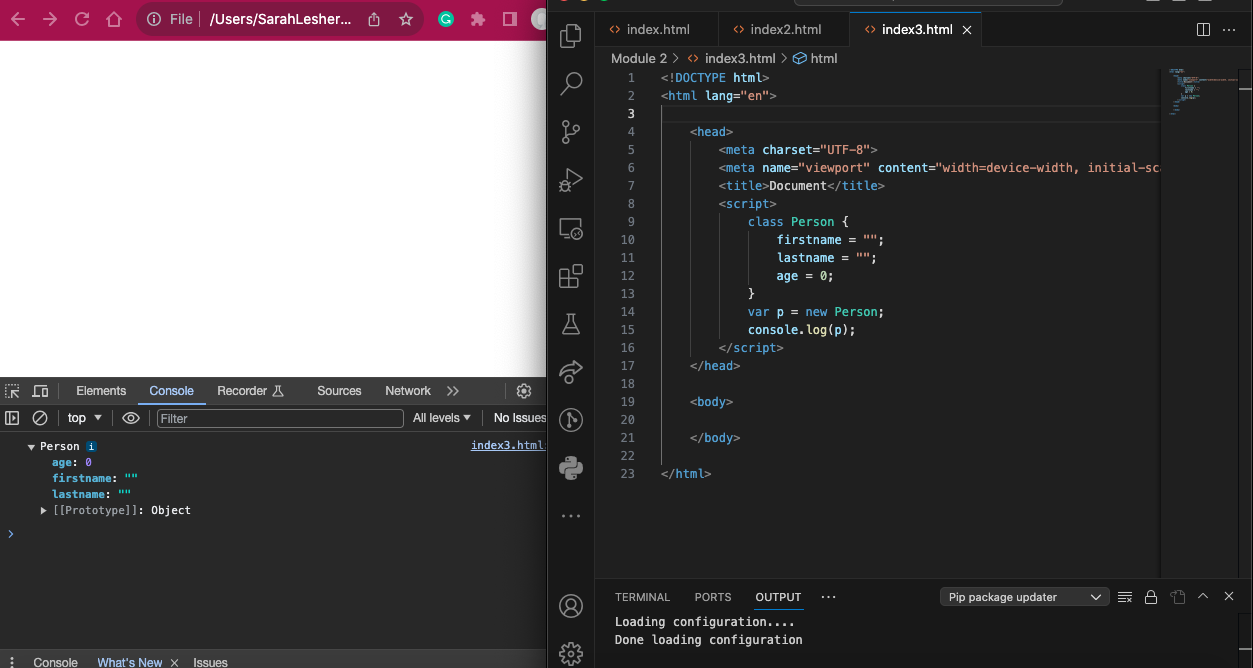 File /Users/SarahLesher...
Elements Console Recorder Sources Network
top Filter All levels No Issues
Person i index3.html:
age: 0
firstname: ""
lastname: ""
[[Prototype]]: Object
Console What's New Issues
index.html index2.html index3.html
Module 2 > index3.html > html
1 <!DOCTYPE html>
2 <html lang="en">
3
4 <head>
5 <meta charset="UTF-8">
6 <meta name="viewport" content="width=device-width, initial-sca
7 <title>Document</title>
8 <script>
9 class Person {
10 firstname = "";
11 lastname = "";
12 age = 0;
13 }
14 var p = new Person;
15 console.log(p);
16 </script>
17 </head>
18
19 <body>
20
21 </body>
22
23 </html>
TERMINAL PORTS OUTPUT ... Pip package updater
Loading configuration....
Done loading configuration